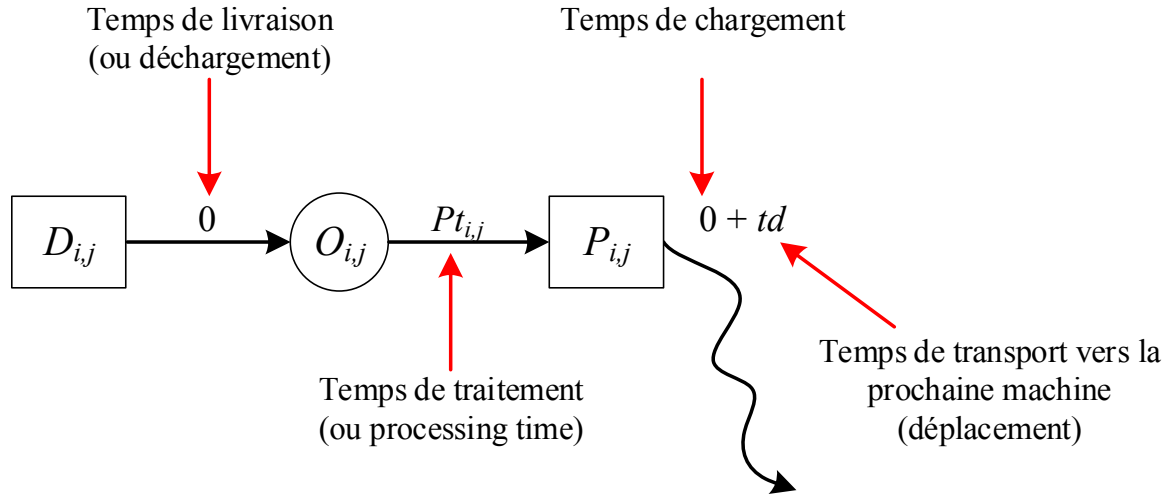 Temps de livraison
(ou déchargement)
Temps de chargement
0
Pt_{i,j}
0 + td
D_{i,j}
O_{i,j}
P_{i,j}
Temps de traitement
(ou processing time)
Temps de transport vers la
prochaine machine
(déplacement)